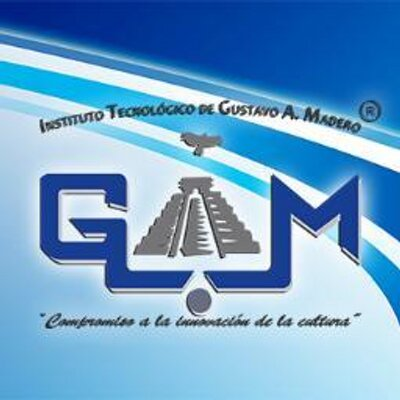 INSTITUTO TECNOLÓGICO DE GUSTAVO A. MADERO ®
GAM
"Compromiso a la innovación de la cultura"